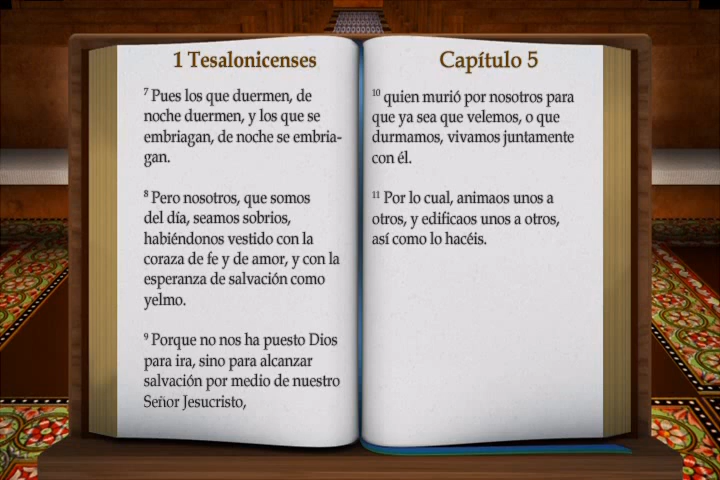 1 Tesalonicenses
⁷ Pues los que duermen, de
noche duermen, y los que se
embriagan, de noche se embria-
gan.
⁸ Pero nosotros, que somos
del día, seamos sobrios,
habiéndonos vestido con la
coraza de fe y de amor, y con la
esperanza de salvación como
yelmo.
⁹ Porque no nos ha puesto Dios
para ira, sino para alcanzar
salvación por medio de nuestro
Señor Jesucristo,
Capítulo 5
¹⁰ quien murió por nosotros para
que ya sea que velemos, o que
durmamos, vivamos juntamente
con él.
¹¹ Por lo cual, animaos unos a
otros, y edificaos unos a otros,
así como lo hacéis.